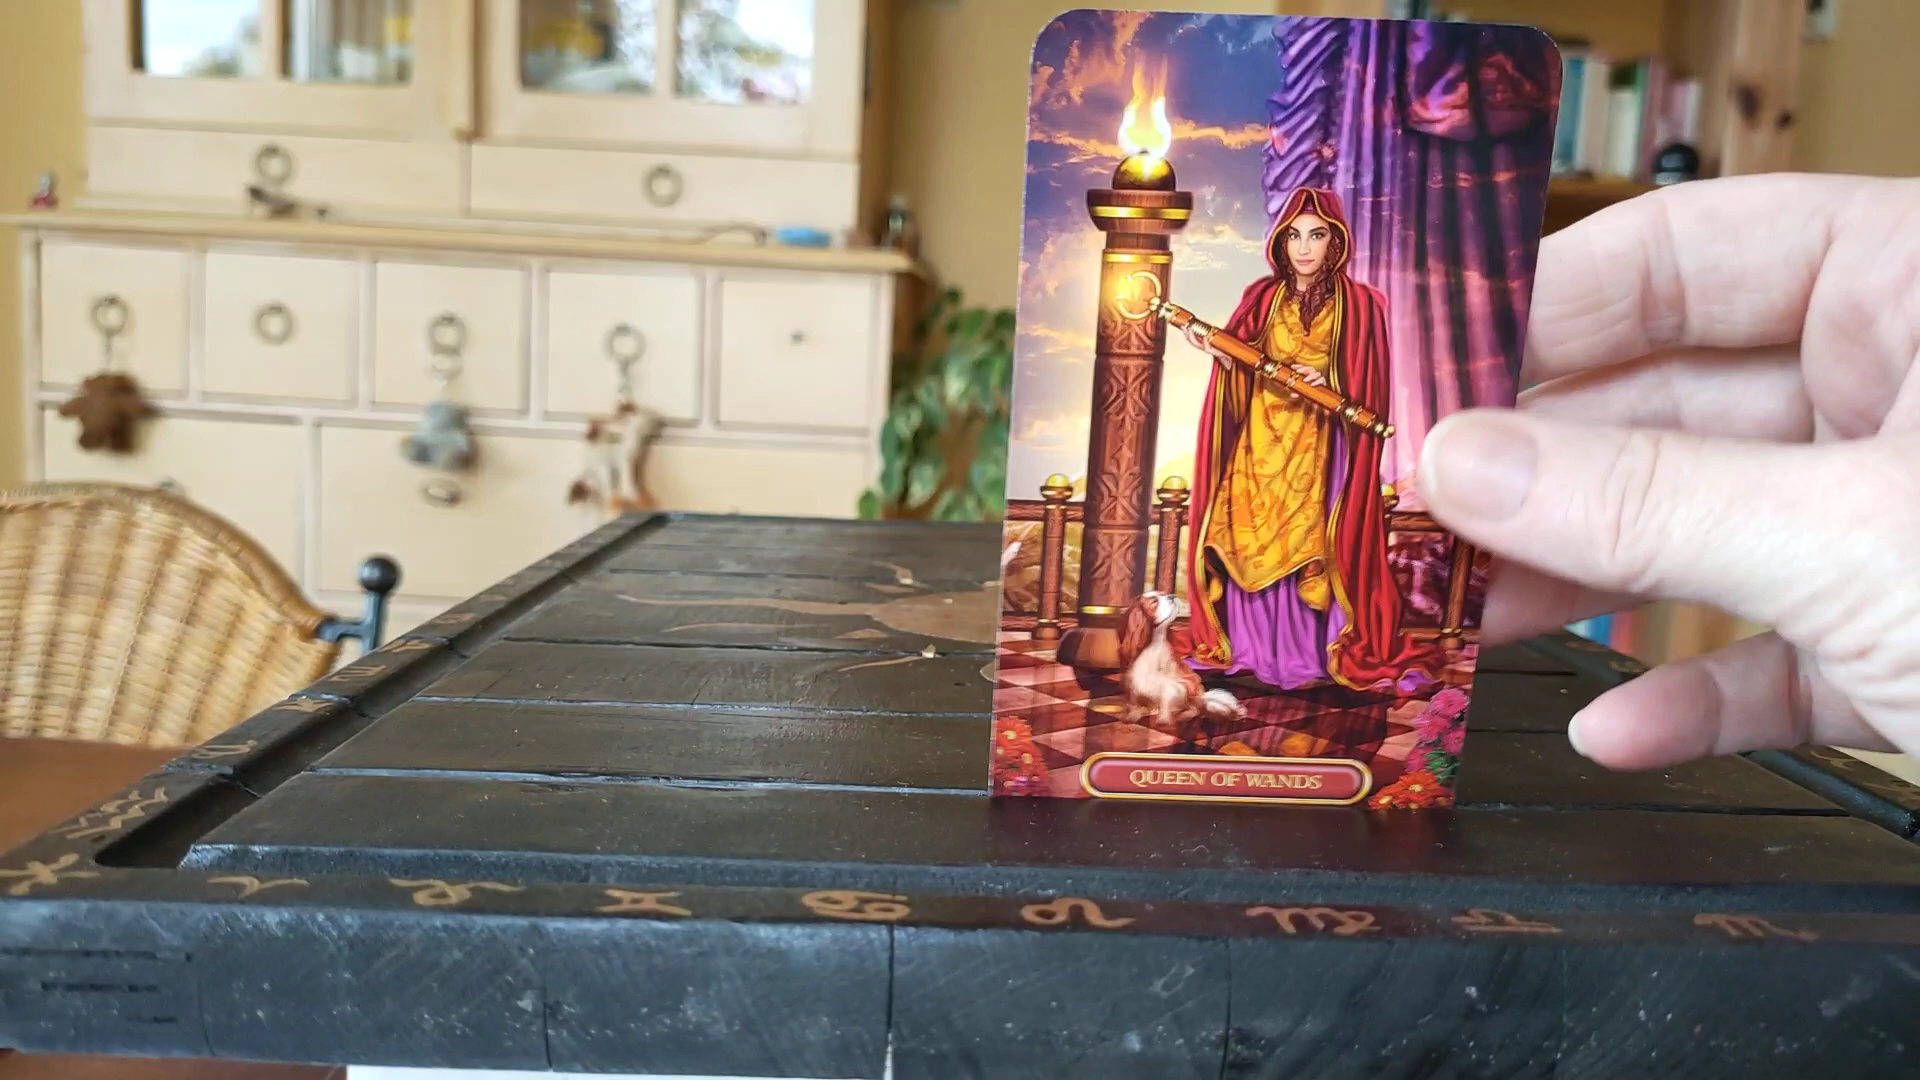 QUEEN OF WANDS
♓ ♈ ♉ ♊ ♋ ♌ ♍ ♎ ♏